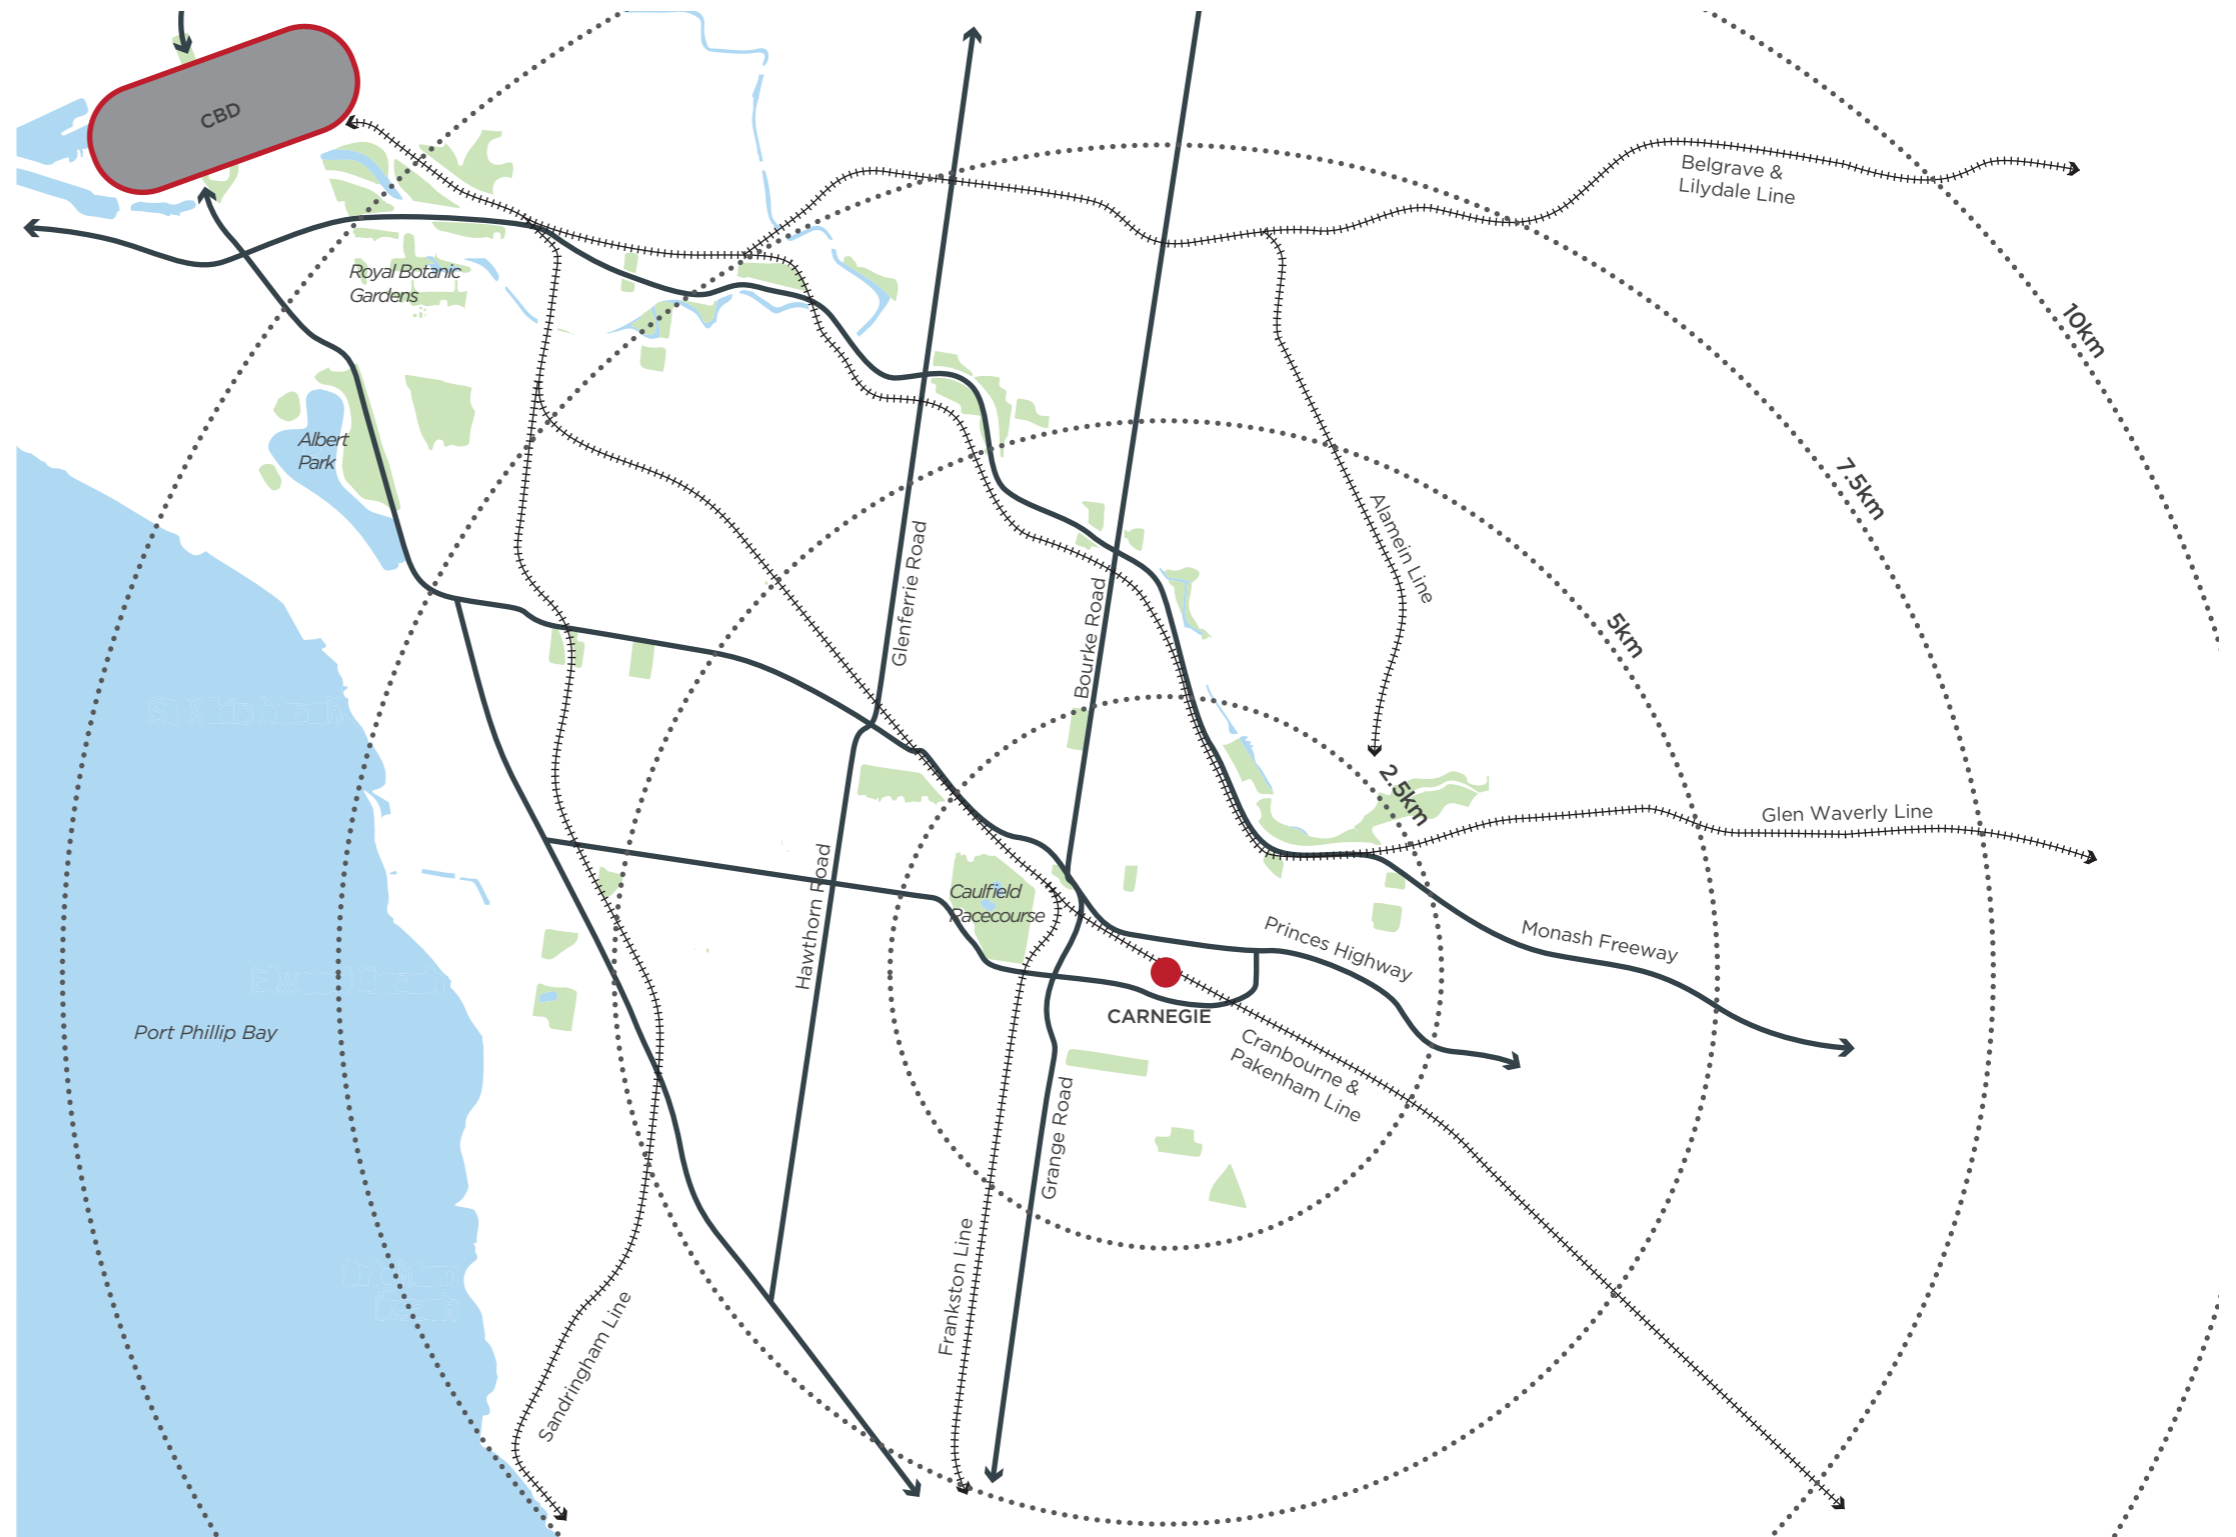 CBD
Belgrave &
Lilydale Line
Royal Botanic
Gardens
10km
Albert
Park
7.5km
Alamein Line
Glenferrie Road
Bourke Road
5km
2.5km
Glen Waverly Line
Hawthorn Road
Caulfield
Racecourse
Princes Highway
Monash Freeway
CARNEGIE
Port Phillip Bay
Cranbourne &
Pakenham Line
Grange Road
Frankston Line
Sandringham Line